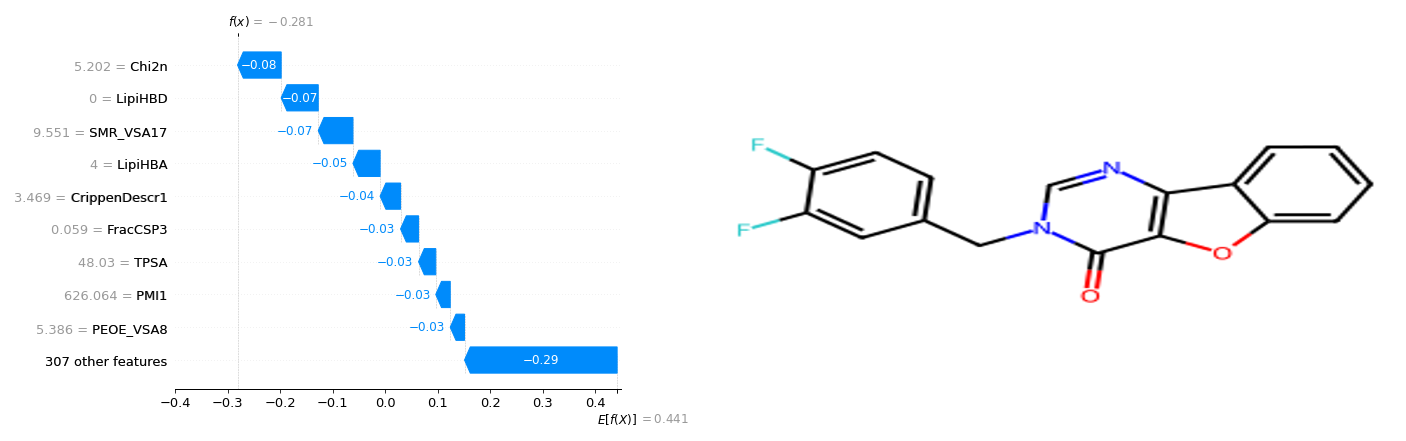 f(x) = −0.281
5.202 = Chi2n
−0.08
0 = LipiHBD
−0.07
9.551 = SMR_VSA17
−0.07
4 = LipiHBA
−0.05
3.469 = CrippenDescr1
−0.04
0.059 = FracCSP3
−0.03
48.03 = TPSA
−0.03
626.064 = PMI1
−0.03
5.386 = PEOE_VSA8
−0.03
307 other features
−0.29
−0.4 −0.3 −0.2 −0.1 0.0 0.1 0.2 0.3 0.4
E[f(X)] = 0.441
F
F
N
N
O
O